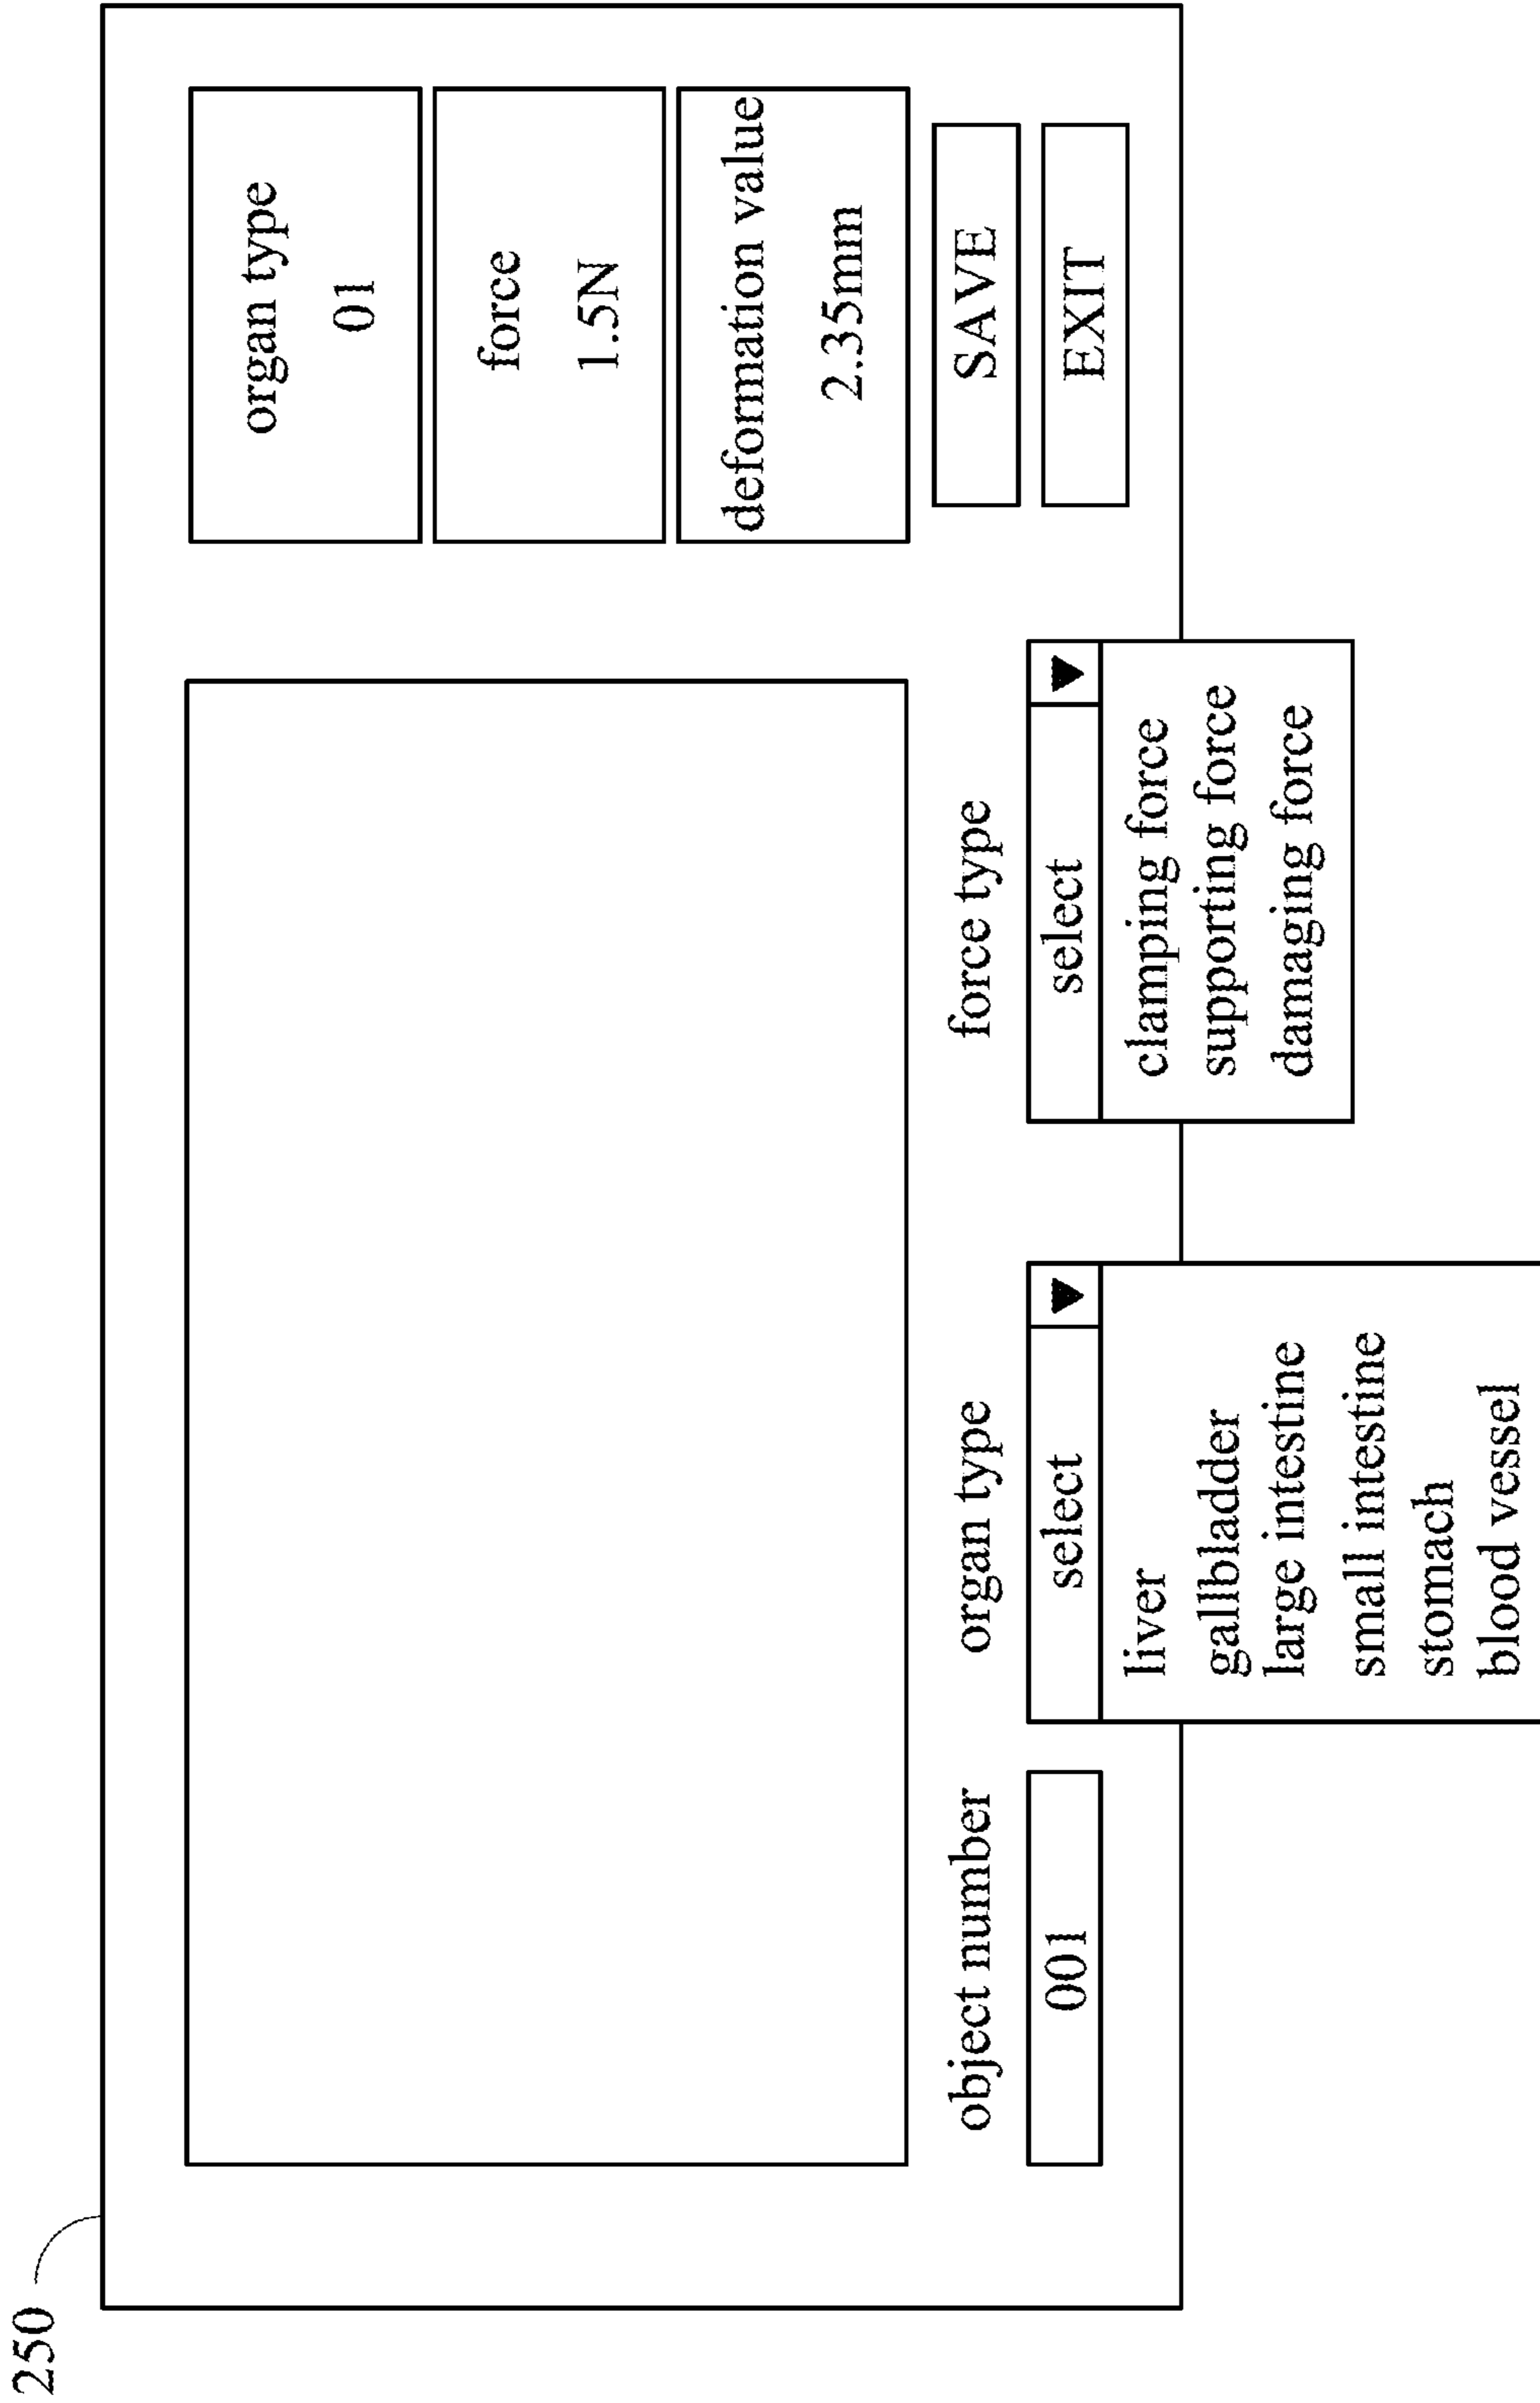 250
organ type
01
force
1.5N
deformation value
2.35mm
SAVE
EXIT
object number
001
organ type
select
liver
gallbladder
large intestine
small intestine
stomach
blood vessel
force type
select
clamping force
supporting force
damaging force